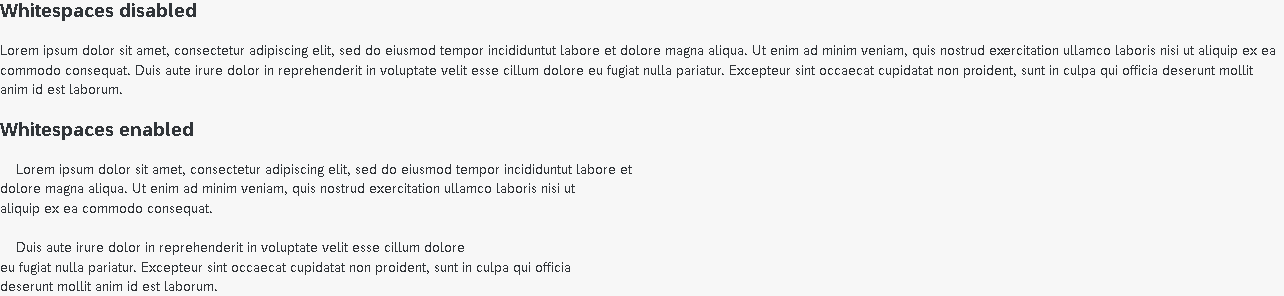 Whitespaces disabled
Lorem ipsum dolor sit amet, consectetur adipiscing elit, sed do eiusmod tempor incididuntut labore et dolore magna aliqua. Ut enim ad minim veniam, quis nostrud exercitation ullamco laboris nisi ut aliquip ex ea
commodo consequat. Duis aute irure dolor in reprehenderit in voluptate velit esse cillum dolore eu fugiat nulla pariatur. Excepteur sint occaecat cupidatat non proident, sunt in culpa qui officia deserunt mollit
anim id est laborum.
Whitespaces enabled
Lorem ipsum dolor sit amet, consectetur adipiscing elit, sed do eiusmod tempor incididuntut labore et
dolore magna aliqua. Ut enim ad minim veniam, quis nostrud exercitation ullamco laboris nisi ut
aliquip ex ea commodo consequat.
Duis aute irure dolor in reprehenderit in voluptate velit esse cillum dolore
eu fugiat nulla pariatur. Excepteur sint occaecat cupidatat non proident, sunt in culpa qui officia
deserunt mollit anim id est laborum.